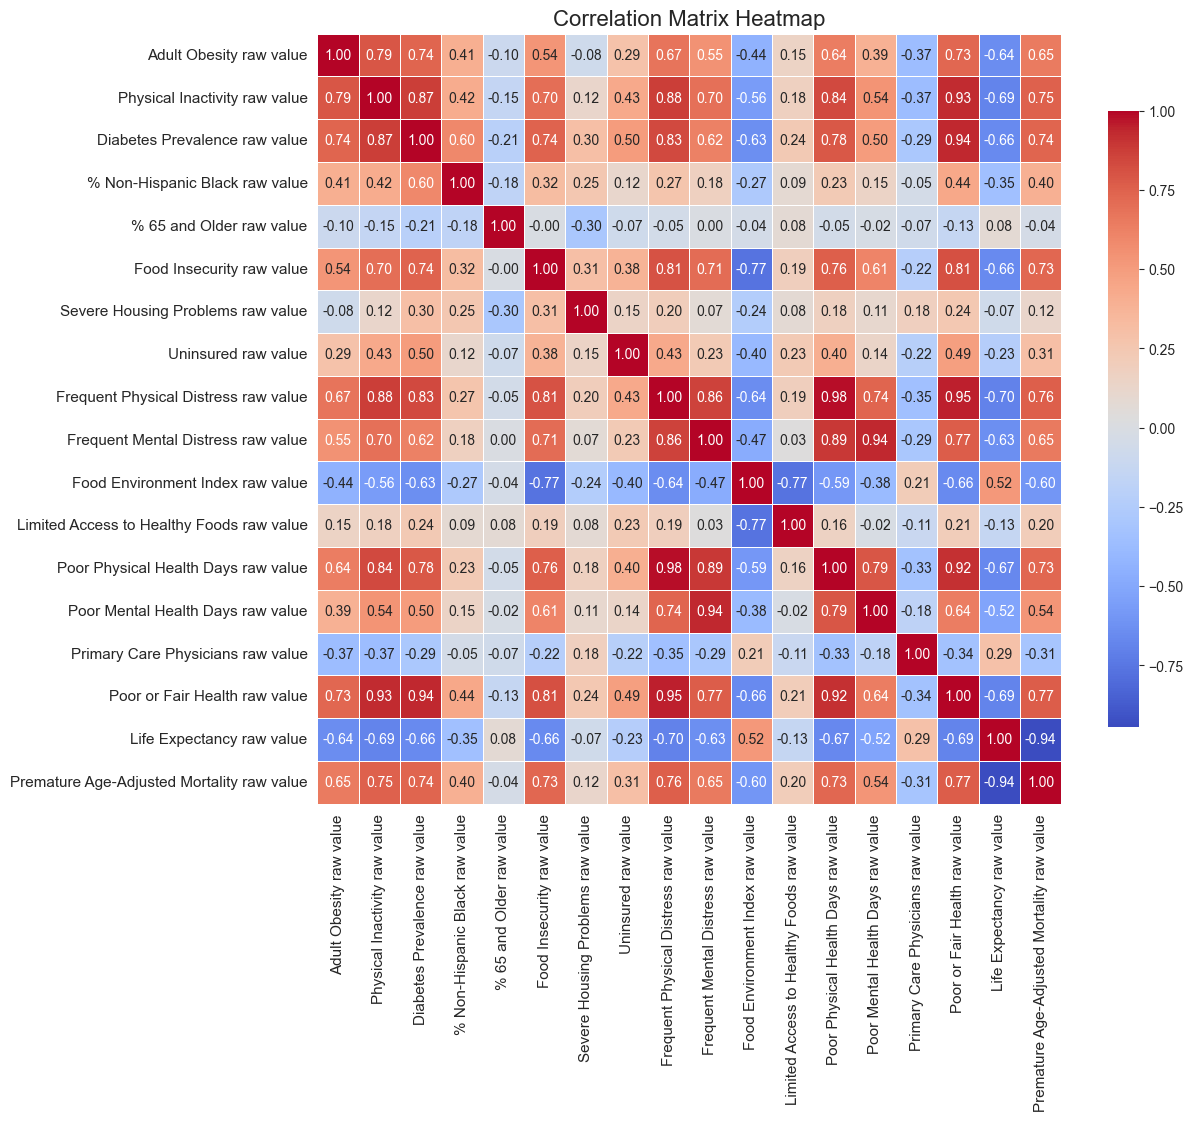 Correlation Matrix Heatmap
Adult Obesity raw value 1.00 0.79 0.74 0.41 -0.10 0.54 -0.08 0.29 0.67 0.55 -0.44 0.15 0.64 0.39 -0.37 0.73 -0.64 0.65
Physical Inactivity raw value 0.79 1.00 0.87 0.42 -0.15 0.70 0.12 0.43 0.88 0.70 -0.56 0.18 0.84 0.54 -0.37 0.93 -0.69 0.75
Diabetes Prevalence raw value 0.74 0.87 1.00 0.60 -0.21 0.74 0.30 0.50 0.83 0.62 -0.63 0.24 0.78 0.50 -0.29 0.94 -0.66 0.74
% Non-Hispanic Black raw value 0.41 0.42 0.60 1.00 -0.18 0.32 0.25 0.12 0.27 0.18 -0.27 0.09 0.23 0.15 -0.05 0.44 -0.35 0.40
% 65 and Older raw value -0.10 -0.15 -0.21 -0.18 1.00 -0.00 -0.30 -0.07 -0.05 0.00 -0.04 0.08 -0.05 -0.02 -0.07 -0.13 0.08 -0.04
Food Insecurity raw value 0.54 0.70 0.74 0.32 -0.00 1.00 0.31 0.38 0.81 0.71 -0.77 0.19 0.76 0.61 -0.22 0.81 -0.66 0.73
Severe Housing Problems raw value -0.08 0.12 0.30 0.25 -0.30 0.31 1.00 0.15 0.20 0.07 -0.24 0.08 0.18 0.11 0.18 0.24 -0.07 0.12
Uninsured raw value 0.29 0.43 0.50 0.12 -0.07 0.38 0.15 1.00 0.43 0.23 -0.40 0.23 0.40 0.14 -0.22 0.49 -0.23 0.31
Frequent Physical Distress raw value 0.67 0.88 0.83 0.27 -0.05 0.81 0.20 0.43 1.00 0.86 -0.64 0.19 0.98 0.74 -0.35 0.95 -0.70 0.76
Frequent Mental Distress raw value 0.55 0.70 0.62 0.18 0.00 0.71 0.07 0.23 0.86 1.00 -0.47 0.03 0.89 0.94 -0.29 0.77 -0.63 0.65
Food Environment Index raw value -0.44 -0.56 -0.63 -0.27 -0.04 -0.77 -0.24 -0.40 -0.64 -0.47 1.00 -0.77 -0.59 -0.38 0.21 -0.66 0.52 -0.60
Limited Access to Healthy Foods raw value 0.15 0.18 0.24 0.09 0.08 0.19 0.08 0.23 0.19 0.03 -0.77 1.00 0.16 -0.02 -0.11 0.21 -0.13 0.20
Poor Physical Health Days raw value 0.64 0.84 0.78 0.23 -0.05 0.76 0.18 0.40 0.98 0.89 -0.59 0.16 1.00 0.79 -0.33 0.92 -0.67 0.73
Poor Mental Health Days raw value 0.39 0.54 0.50 0.15 -0.02 0.61 0.11 0.14 0.74 0.94 -0.38 -0.02 0.79 1.00 -0.18 0.64 -0.52 0.54
Primary Care Physicians raw value -0.37 -0.37 -0.29 -0.05 -0.07 -0.22 0.18 -0.22 -0.35 -0.29 0.21 -0.11 -0.33 -0.18 1.00 -0.34 0.29 -0.31
Poor or Fair Health raw value 0.73 0.93 0.94 0.44 -0.13 0.81 0.24 0.49 0.95 0.77 -0.66 0.21 0.92 0.64 -0.34 1.00 -0.69 0.77
Life Expectancy raw value -0.64 -0.69 -0.66 -0.35 0.08 -0.66 -0.07 -0.23 -0.70 -0.63 0.52 -0.13 -0.67 -0.52 0.29 -0.69 1.00 -0.94
Premature Age-Adjusted Mortality raw value 0.65 0.75 0.74 0.40 -0.04 0.73 0.12 0.31 0.76 0.65 -0.60 0.20 0.73 0.54 -0.31 0.77 -0.94 1.00
Adult Obesity raw value
Physical Inactivity raw value
Diabetes Prevalence raw value
% Non-Hispanic Black raw value
% 65 and Older raw value
Food Insecurity raw value
Severe Housing Problems raw value
Uninsured raw value
Frequent Physical Distress raw value
Frequent Mental Distress raw value
Food Environment Index raw value
Limited Access to Healthy Foods raw value
Poor Physical Health Days raw value
Poor Mental Health Days raw value
Primary Care Physicians raw value
Poor or Fair Health raw value
Life Expectancy raw value
Premature Age-Adjusted Mortality raw value
1.00
0.75
0.50
0.25
0.00
−0.25
−0.50
−0.75